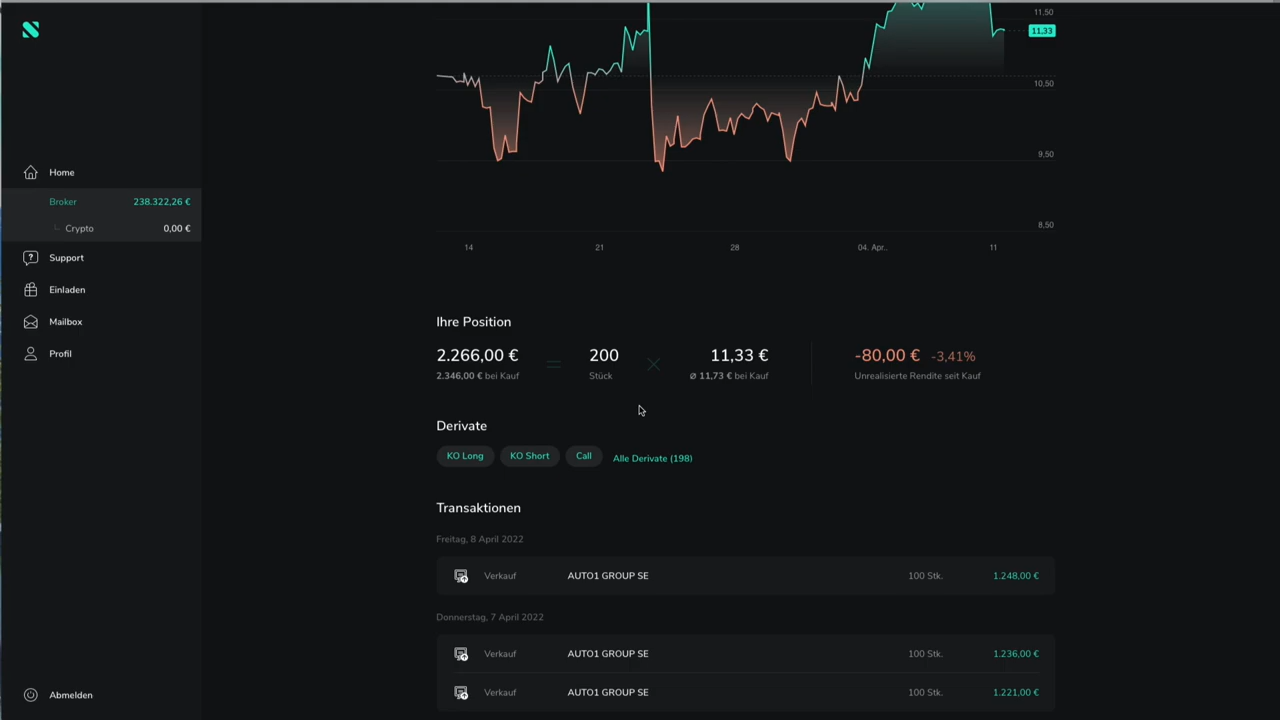 11,50
11,33
10,50
9,50
8,50
14 21 28 04. Apr.. 11
Home
Broker 238.322,26 €
Crypto 0,00 €
Support
Einladen
Mailbox
Profil
Abmelden
Ihre Position
2.266,00 € = 200 × 11,33 € -80,00 € -3,41%
2.346,00 € bei Kauf Stück ø 11,73 € bei Kauf Unrealisierte Rendite seit Kauf
Derivate
KO Long KO Short Call Alle Derivate (198)
Transaktionen
Freitag, 8 April 2022
Verkauf AUTO1 GROUP SE 100 Stk. 1.248,00 €
Donnerstag, 7 April 2022
Verkauf AUTO1 GROUP SE 100 Stk. 1.236,00 €
Verkauf AUTO1 GROUP SE 100 Stk. 1.221,00 €